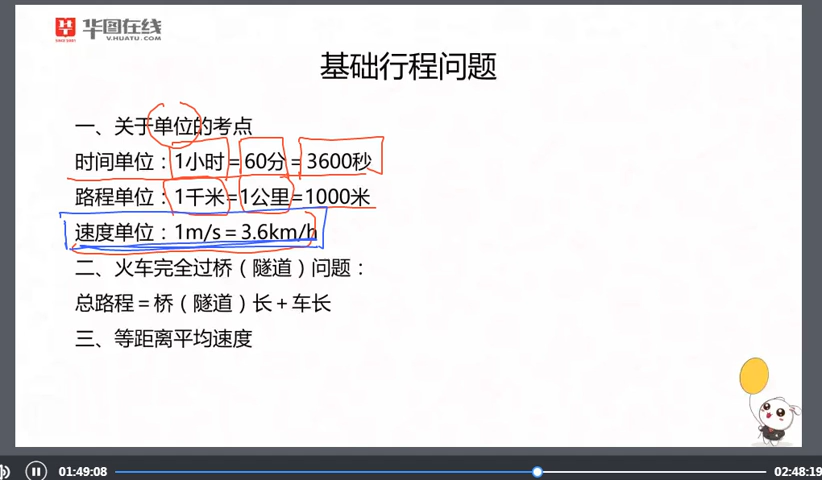 华图在线
V.HUATU.COM
基础行程问题
一、关于单位的考点
时间单位：1小时=60分=3600秒
路程单位：1千米=1公里=1000米
速度单位：1m/s=3.6km/h
二、火车完全过桥（隧道）问题：
总路程=桥（隧道）长+车长
三、等距离平均速度
01:49:08
02:48:19